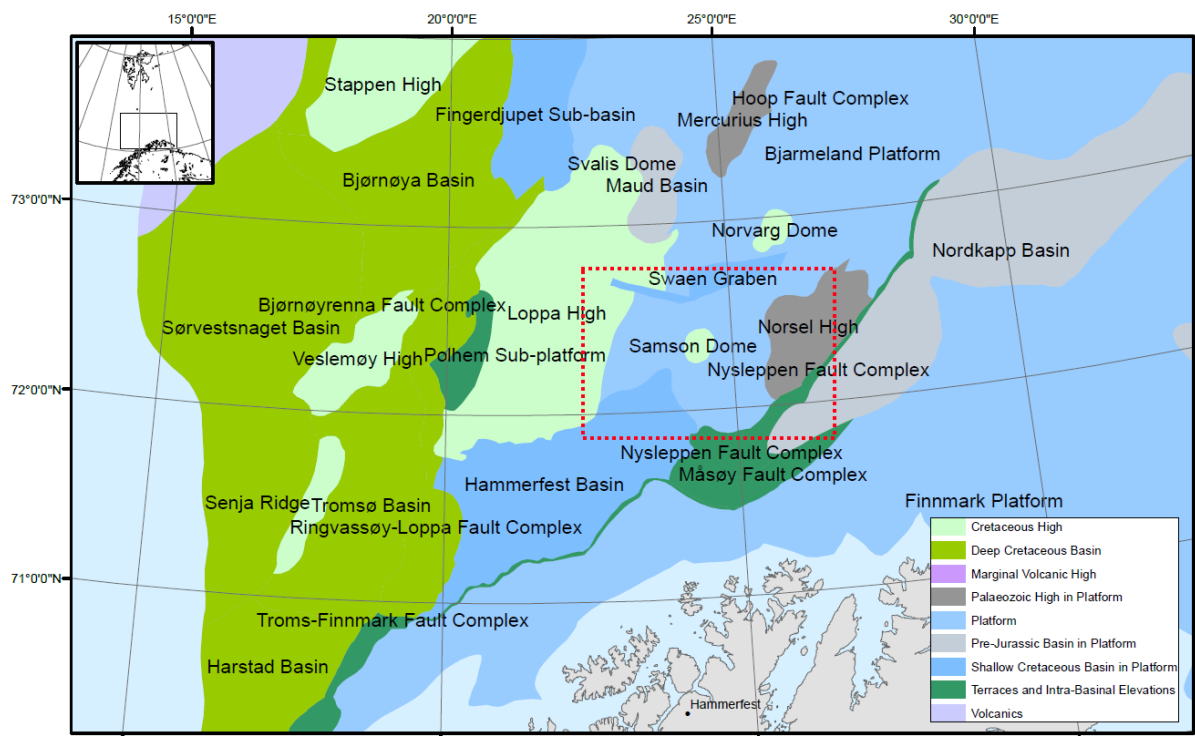 15°0'0"E
20°0'0"E
25°0'0"E
30°0'0"E
Stappen High
Hoop Fault Complex
Fingerdjupet Sub-basin
Mercurius High
Bjarmeland Platform
Svalis Dome
Bjørnøya Basin
Maud Basin
73°0'0"N
Norvarg Dome
Nordkapp Basin
Swaen Graben
Bjørnøyrenna Fault Complex
Loppa High
Sørvestsnaget Basin
Norsel High
Samson Dome
Veslemøy High
Polhem Sub-platform
Nysleppen Fault Complex
72°0'0"N
Nysleppen Fault Complex
Måsøy Fault Complex
Hammerfest Basin
Senja Ridge
Tromsø Basin
Finnmark Platform
Ringvassøy-Loppa Fault Complex
71°0'0"N
Troms-Finnmark Fault Complex
Harstad Basin
Hammerfest
Cretaceous High
Deep Cretaceous Basin
Marginal Volcanic High
Palaeozoic High in Platform
Platform
Pre-Jurassic Basin in Platform
Shallow Cretaceous Basin in Platform
Terraces and Intra-Basinal Elevations
Volcanics